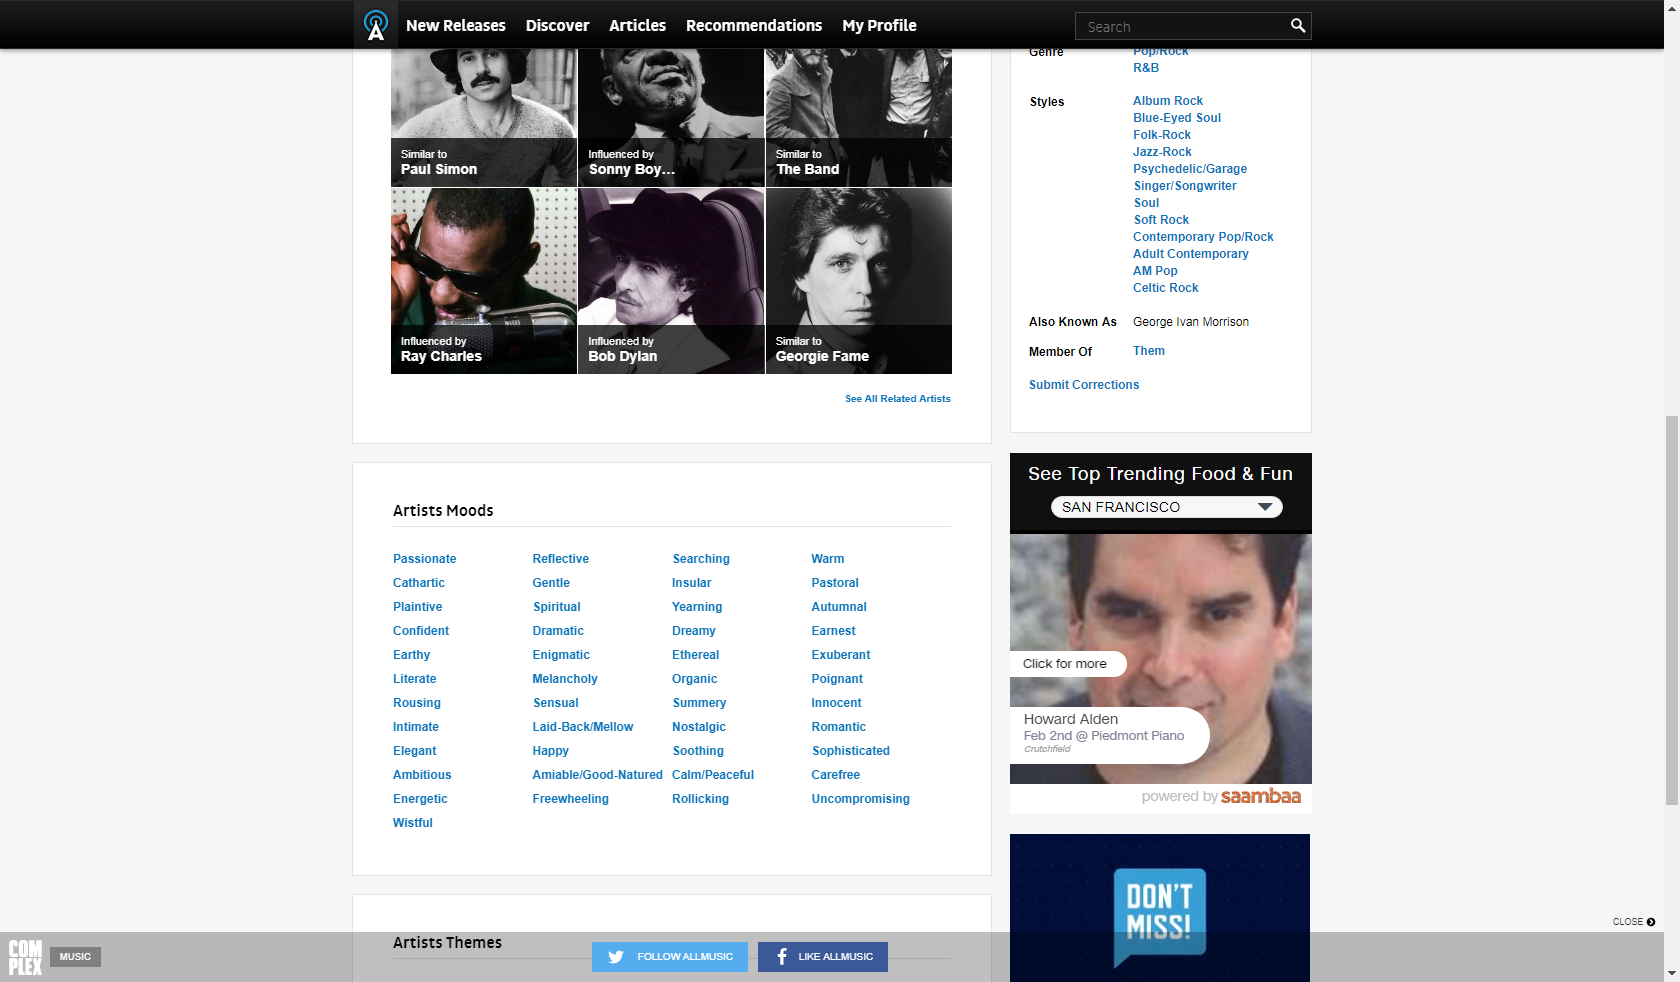 New Releases
Discover
Articles
Recommendations
My Profile
Search
Similar to
Paul Simon
Influenced by
Sonny Boy...
Similar to
The Band
Influenced by
Ray Charles
Influenced by
Bob Dylan
Similar to
Georgie Fame
See All Related Artists
Genre
Pop/Rock
R&B
Styles
Album Rock
Blue-Eyed Soul
Folk-Rock
Jazz-Rock
Psychedelic/Garage
Singer/Songwriter
Soul
Soft Rock
Contemporary Pop/Rock
Adult Contemporary
AM Pop
Celtic Rock
Also Known As
George Ivan Morrison
Member Of
Them
Submit Corrections
Artists Moods
Passionate
Reflective
Searching
Warm
Cathartic
Gentle
Insular
Pastoral
Plaintive
Spiritual
Yearning
Autumnal
Confident
Dramatic
Dreamy
Earnest
Earthy
Enigmatic
Ethereal
Exuberant
Literate
Melancholy
Organic
Poignant
Rousing
Sensual
Summery
Innocent
Intimate
Laid-Back/Mellow
Nostalgic
Romantic
Elegant
Happy
Soothing
Sophisticated
Ambitious
Amiable/Good-Natured
Calm/Peaceful
Carefree
Energetic
Freewheeling
Rollicking
Uncompromising
Wistful
See Top Trending Food & Fun
SAN FRANCISCO
Click for more
Howard Alden
Feb 2nd @ Piedmont Piano
Crutchfield
powered by saambaa
DON'T
MISS!
Artists Themes
CLOSE
COM
PLEX
MUSIC
FOLLOW ALLMUSIC
LIKE ALLMUSIC